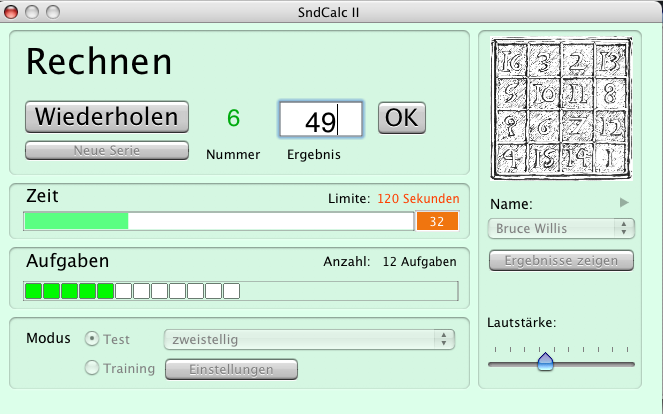 SndCalc II
Rechnen
Wiederholen
6
49
OK
Neue Serie
Nummer
Ergebnis
Zeit
Limite: 120 Sekunden
32
Aufgaben
Anzahl: 12 Aufgaben
Modus
Test
zweistellig
Training
Einstellungen
16 3 2 13
5 10 11 8
9 6 7 12
4 15 14 1
Name:
Bruce Willis
Ergebnisse zeigen
Lautstärke: